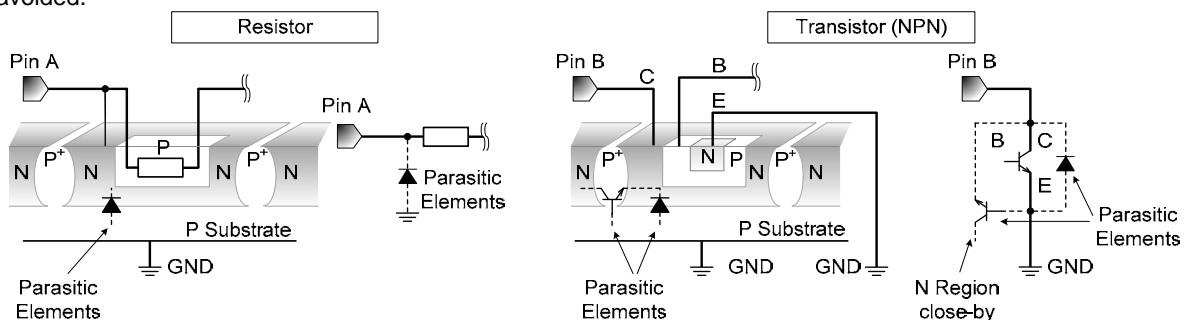 avoided.
Resistor
Transistor (NPN)
Pin A
Pin A
N
P+
N
P
N
P+
N
Parasitic
Elements
P Substrate
GND
Parasitic
Elements
Pin B
C
B
E
N
P+
N
N
P
N
P+
N
P Substrate
GND
GND
Parasitic
Elements
Pin B
B
C
E
Parasitic
Elements
GND
N Region
close-by